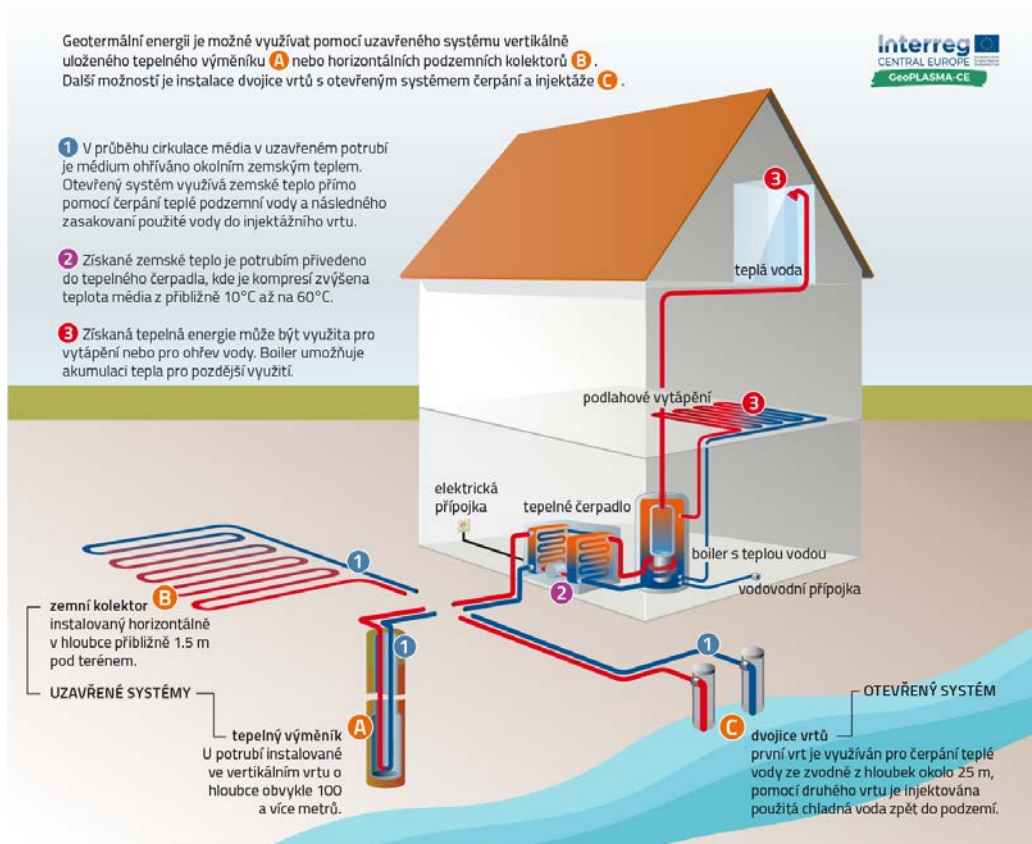 Geotermální energii je možné využívat pomocí uzavřeného systému vertikálně
uloženého tepelného výměníku A nebo horizontálních podzemních kolektorů B .
Další možností je instalace dvojice vrtů s otevřeným systémem čerpání a injektáže C .
Interreg
CENTRAL EUROPE
GeoPLASMA-CE
1 V průběhu cirkulace média v uzavřeném potrubí
je médium ohříváno okolním zemským teplem.
Otevřený systém využívá zemské teplo přímo
pomocí čerpání teplé podzemní vody a následného
zasakovaní použité vody do injektážního vrtu.
2 Získané zemské teplo je potrubím přivedeno
do tepelného čerpadla, kde je kompresí zvýšena
teplota média z přibližně 10°C až na 60°C.
3 Získaná tepelná energie může být využita pro
vytápění nebo pro ohřev vody. Boiler umožňuje
akumulaci tepla pro pozdější využití.
3
teplá voda
podlahové vytápění
3
elektrická
přípojka
tepelné čerpadlo
boiler s teplou vodou
2
vodovodní přípojka
1
B
zemní kolektor
instalovaný horizontálně
v hloubce přibližně 1.5 m
pod terénem.
1
1
UZAVŘENÉ SYSTÉMY
OTEVŘENÝ SYSTÉM
A
tepelný výměník
U potrubí instalované
ve vertikálním vrtu o
hloubce obvykle 100
a více metrů.
C
dvojice vrtů
první vrt je využíván pro čerpání teplé
vody ze zvodně z hloubek okolo 25 m,
pomocí druhého vrtu je injektována
použitá chladná voda zpět do podzemí.